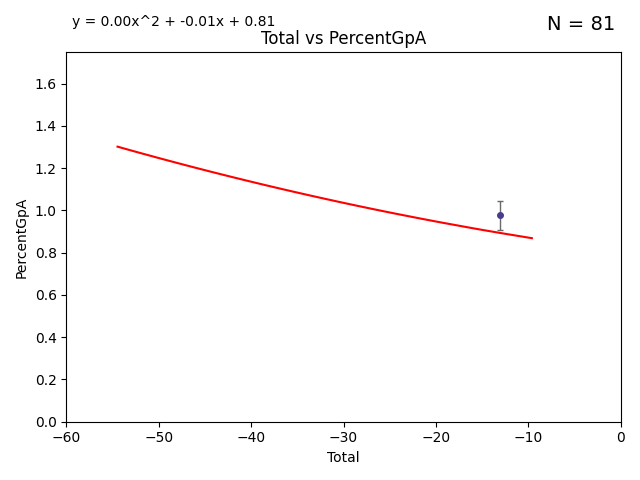 y = 0.00x^2 + -0.01x + 0.81
N = 81
Total vs PercentGpA
PercentGpA
1.6
1.4
1.2
1.0
0.8
0.6
0.4
0.2
0.0
−60 −50 −40 −30 −20 −10 0
Total